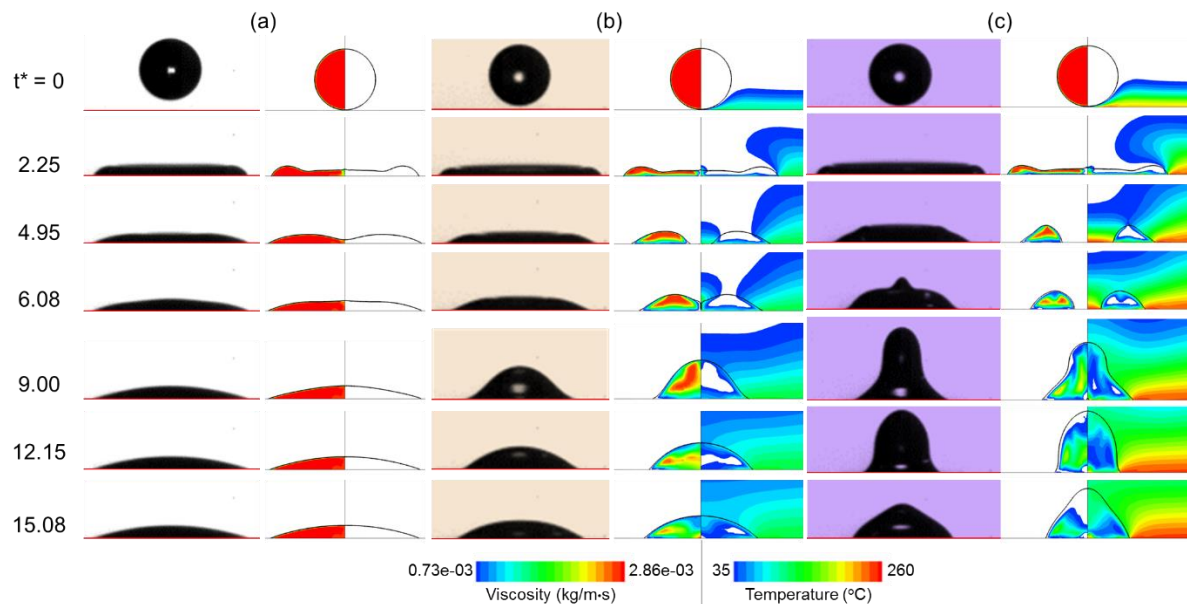 (a) (b) (c)
t* = 0
2.25
4.95
6.08
9.00
12.15
15.08
0.73e-03 2.86e-03 35 260
Viscosity (kg/m·s) Temperature (°C)